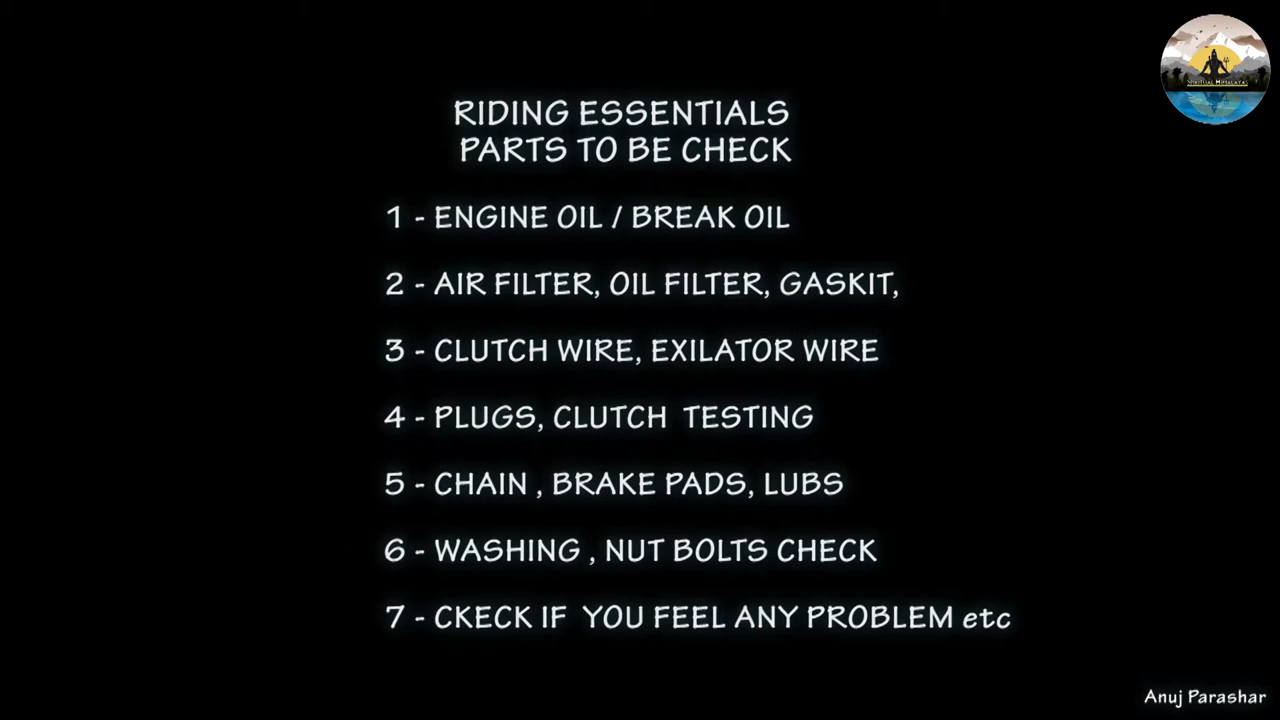 SPIRITUAL HIMALAYAS
RIDING ESSENTIALS
PARTS TO BE CHECK
1 - ENGINE OIL / BREAK OIL
2 - AIR FILTER, OIL FILTER, GASKIT,
3 - CLUTCH WIRE, EXILATOR WIRE
4 - PLUGS, CLUTCH TESTING
5 - CHAIN , BRAKE PADS, LUBS
6 - WASHING , NUT BOLTS CHECK
7 - CKECK IF YOU FEEL ANY PROBLEM etc
Anuj Parashar